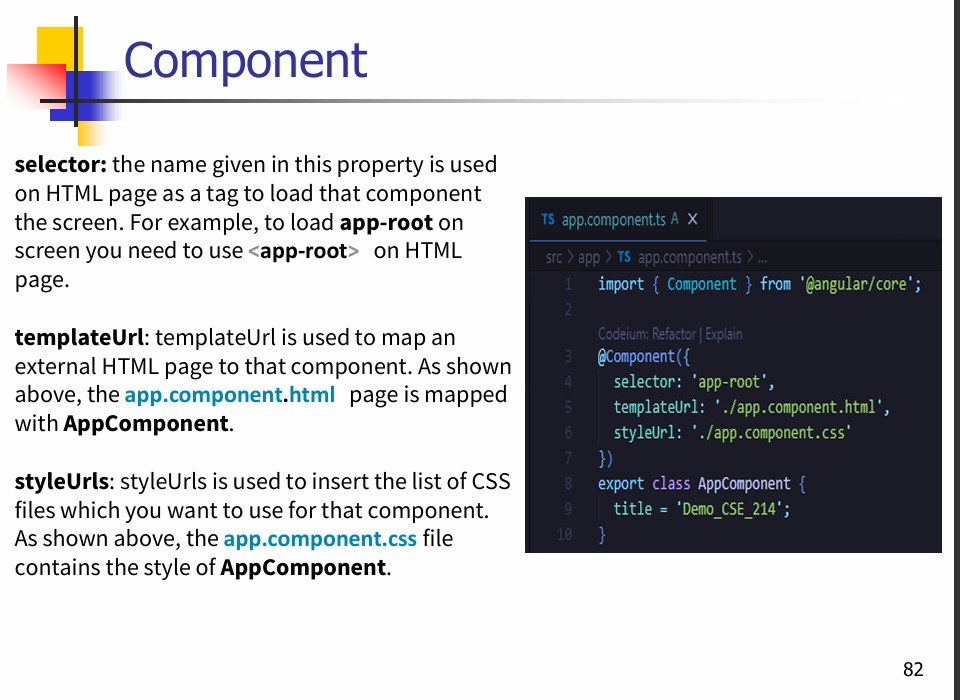 Component
selector: the name given in this property is used
on HTML page as a tag to load that component
the screen. For example, to load app-root on
screen you need to use <app-root> on HTML
page.
templateUrl: templateUrl is used to map an
external HTML page to that component. As shown
above, the app.component.html page is mapped
with AppComponent.
styleUrls: styleUrls is used to insert the list of CSS
files which you want to use for that component.
As shown above, the app.component.css file
contains the style of AppComponent.
TS app.component.ts A X
src > app > TS app.component.ts > ...
1 import { Component } from '@angular/core';
2
Codeium: Refactor | Explain
3 @Component({
4 selector: 'app-root',
5 templateUrl: './app.component.html',
6 styleUrl: './app.component.css'
7 })
8 export class AppComponent {
9 title = 'Demo_CSE_214';
10 }
82